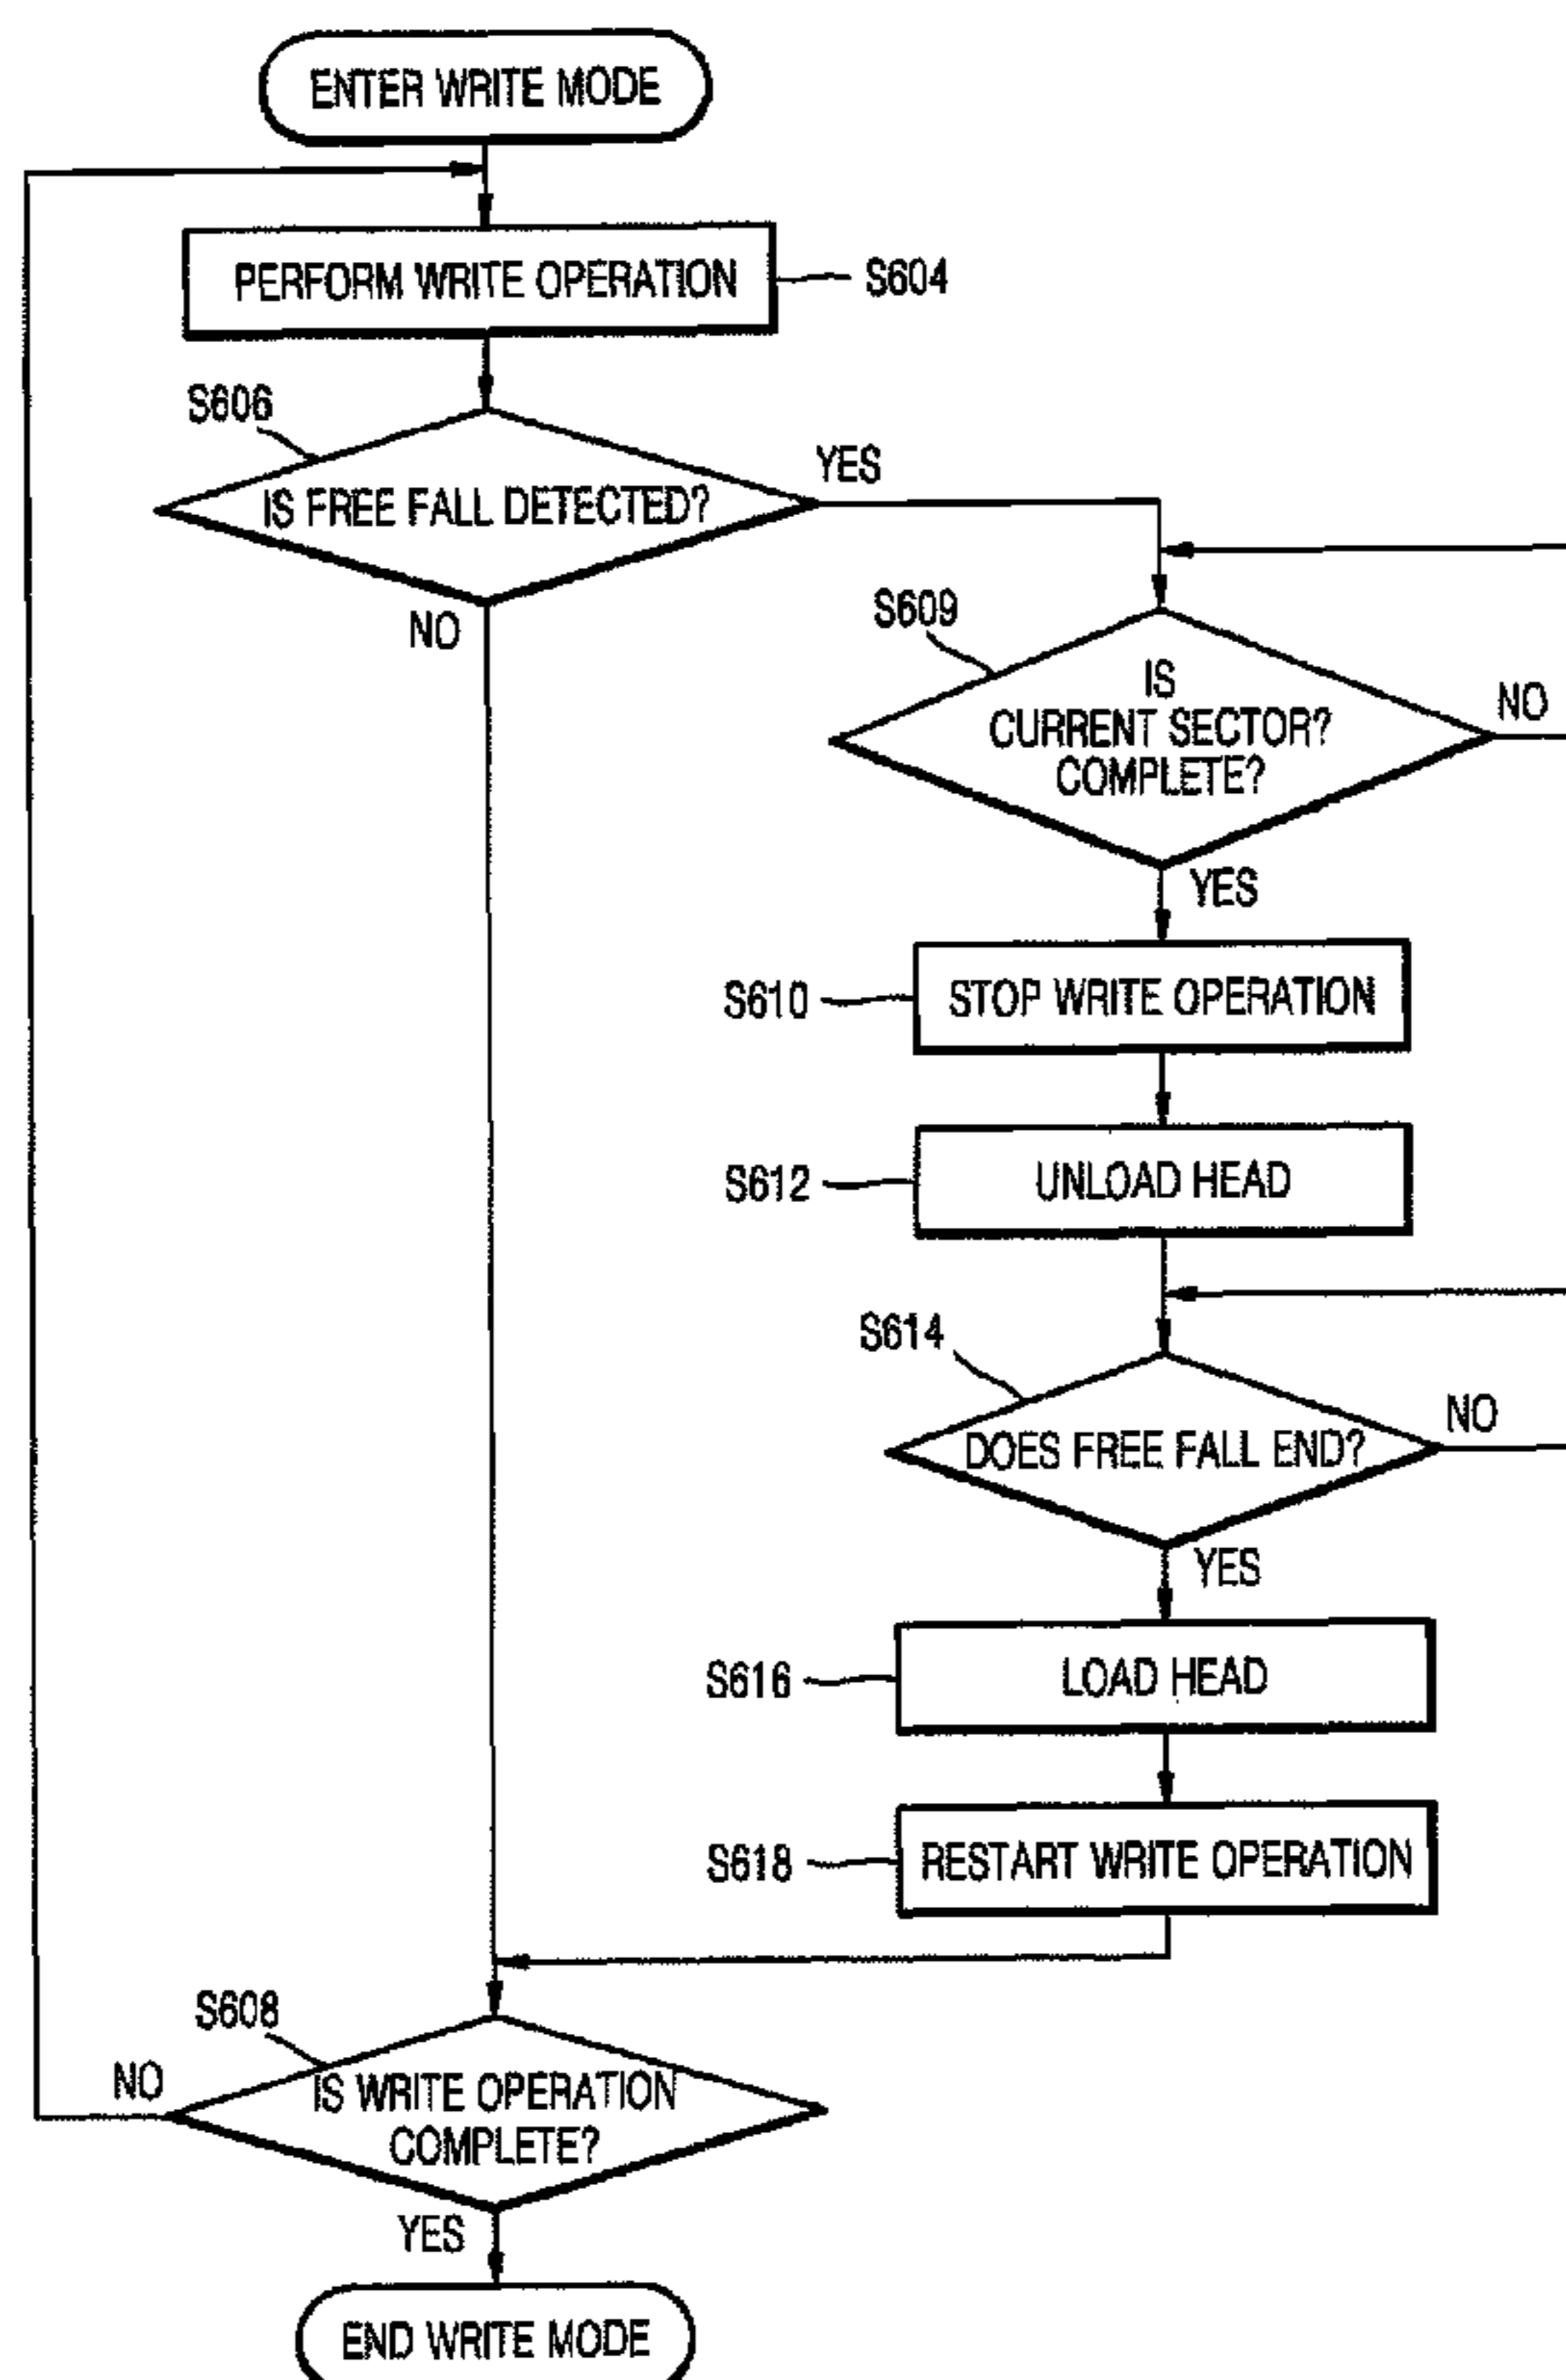 ENTER WRITE MODE
PERFORM WRITE OPERATION
S604
S606
IS FREE FALL DETECTED?
YES
NO
S609
IS
CURRENT SECTOR?
COMPLETE?
NO
YES
S610
STOP WRITE OPERATION
S612
UNLOAD HEAD
S614
DOES FREE FALL END?
NO
YES
S616
LOAD HEAD
S618
RESTART WRITE OPERATION
S608
IS WRITE OPERATION
COMPLETE?
NO
YES
END WRITE MODE